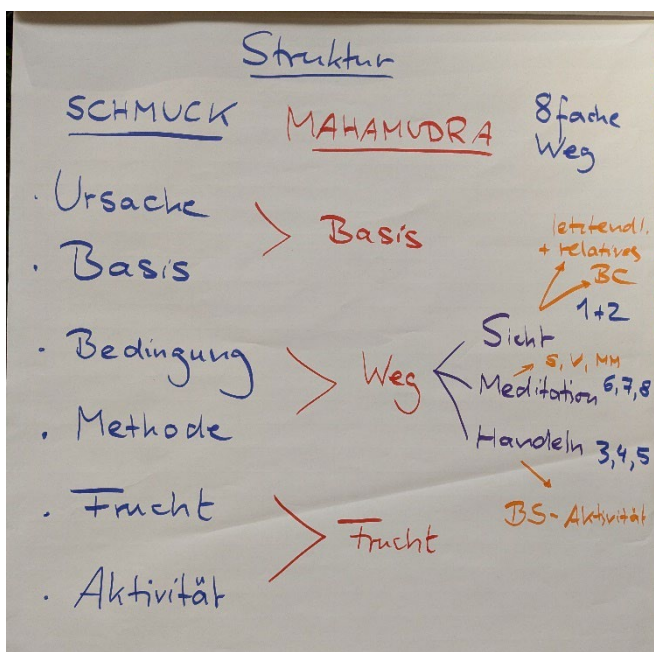 Struktur
SCHMUCK
MAHAMUDRA
8fache
Weg
· Ursache
· Basis
· Bedingung
· Methode
· Frucht
· Aktivität
Basis
Weg
Frucht
letztendl.
+ relatives
BC
1+2
Sicht
S, V, MM
Meditation 6,7,8
Handeln 3,4,5
BS-Aktivität